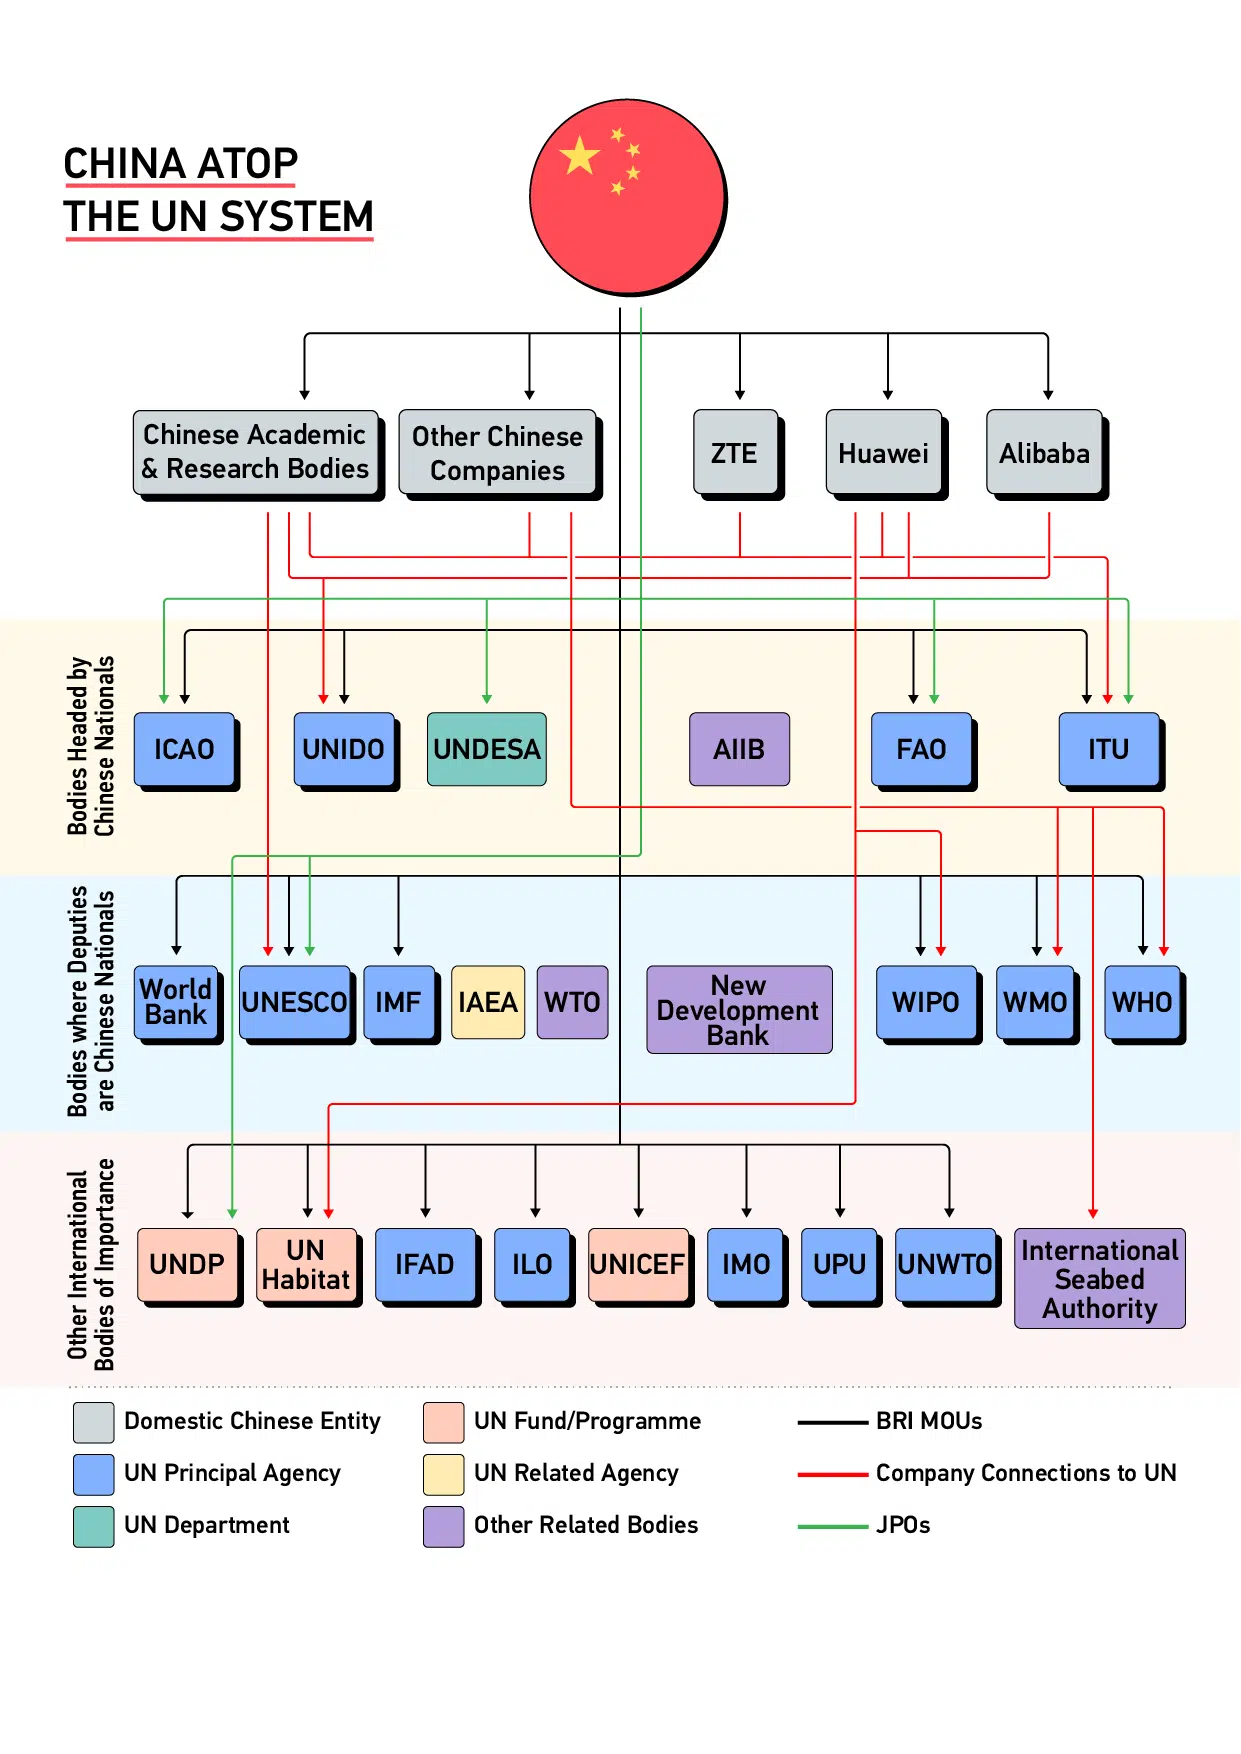 CHINA ATOP
THE UN SYSTEM
Chinese Academic
& Research Bodies
Other Chinese
Companies
ZTE
Huawei
Alibaba
Bodies Headed by
Chinese Nationals
ICAO
UNIDO
UNDESA
AIIB
FAO
ITU
Bodies where Deputies
are Chinese Nationals
World
Bank
UNESCO
IMF
IAEA
WTO
New
Development
Bank
WIPO
WMO
WHO
Other International
Bodies of Importance
UNDP
UN
Habitat
IFAD
ILO
UNICEF
IMO
UPU
UNWTO
International
Seabed
Authority
Domestic Chinese Entity
UN Principal Agency
UN Department
UN Fund/Programme
UN Related Agency
Other Related Bodies
BRI MOUs
Company Connections to UN
JPOs